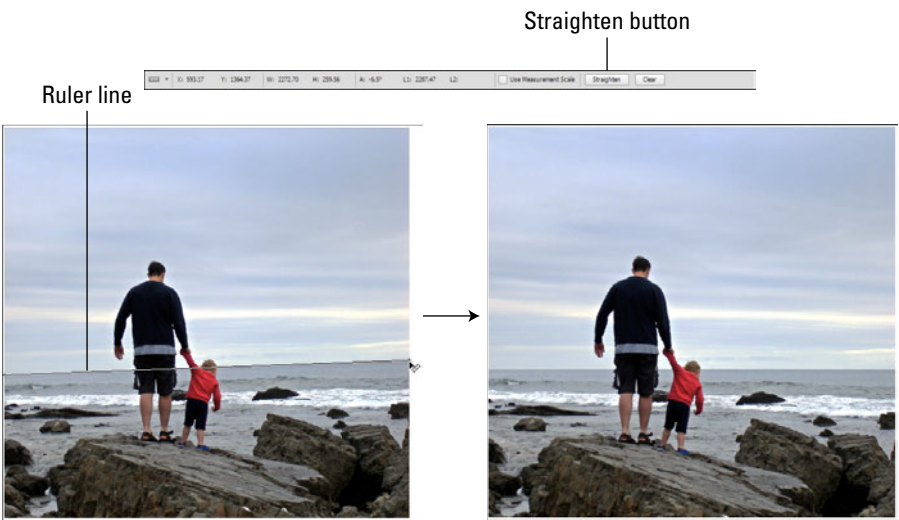 Straighten button
X: 593.17 Y: 1364.37 W: 2272.70 H: 259.56 A: -6.5° L1: 2287.47 L2: Use Measurement Scale Straighten Clear
Ruler line